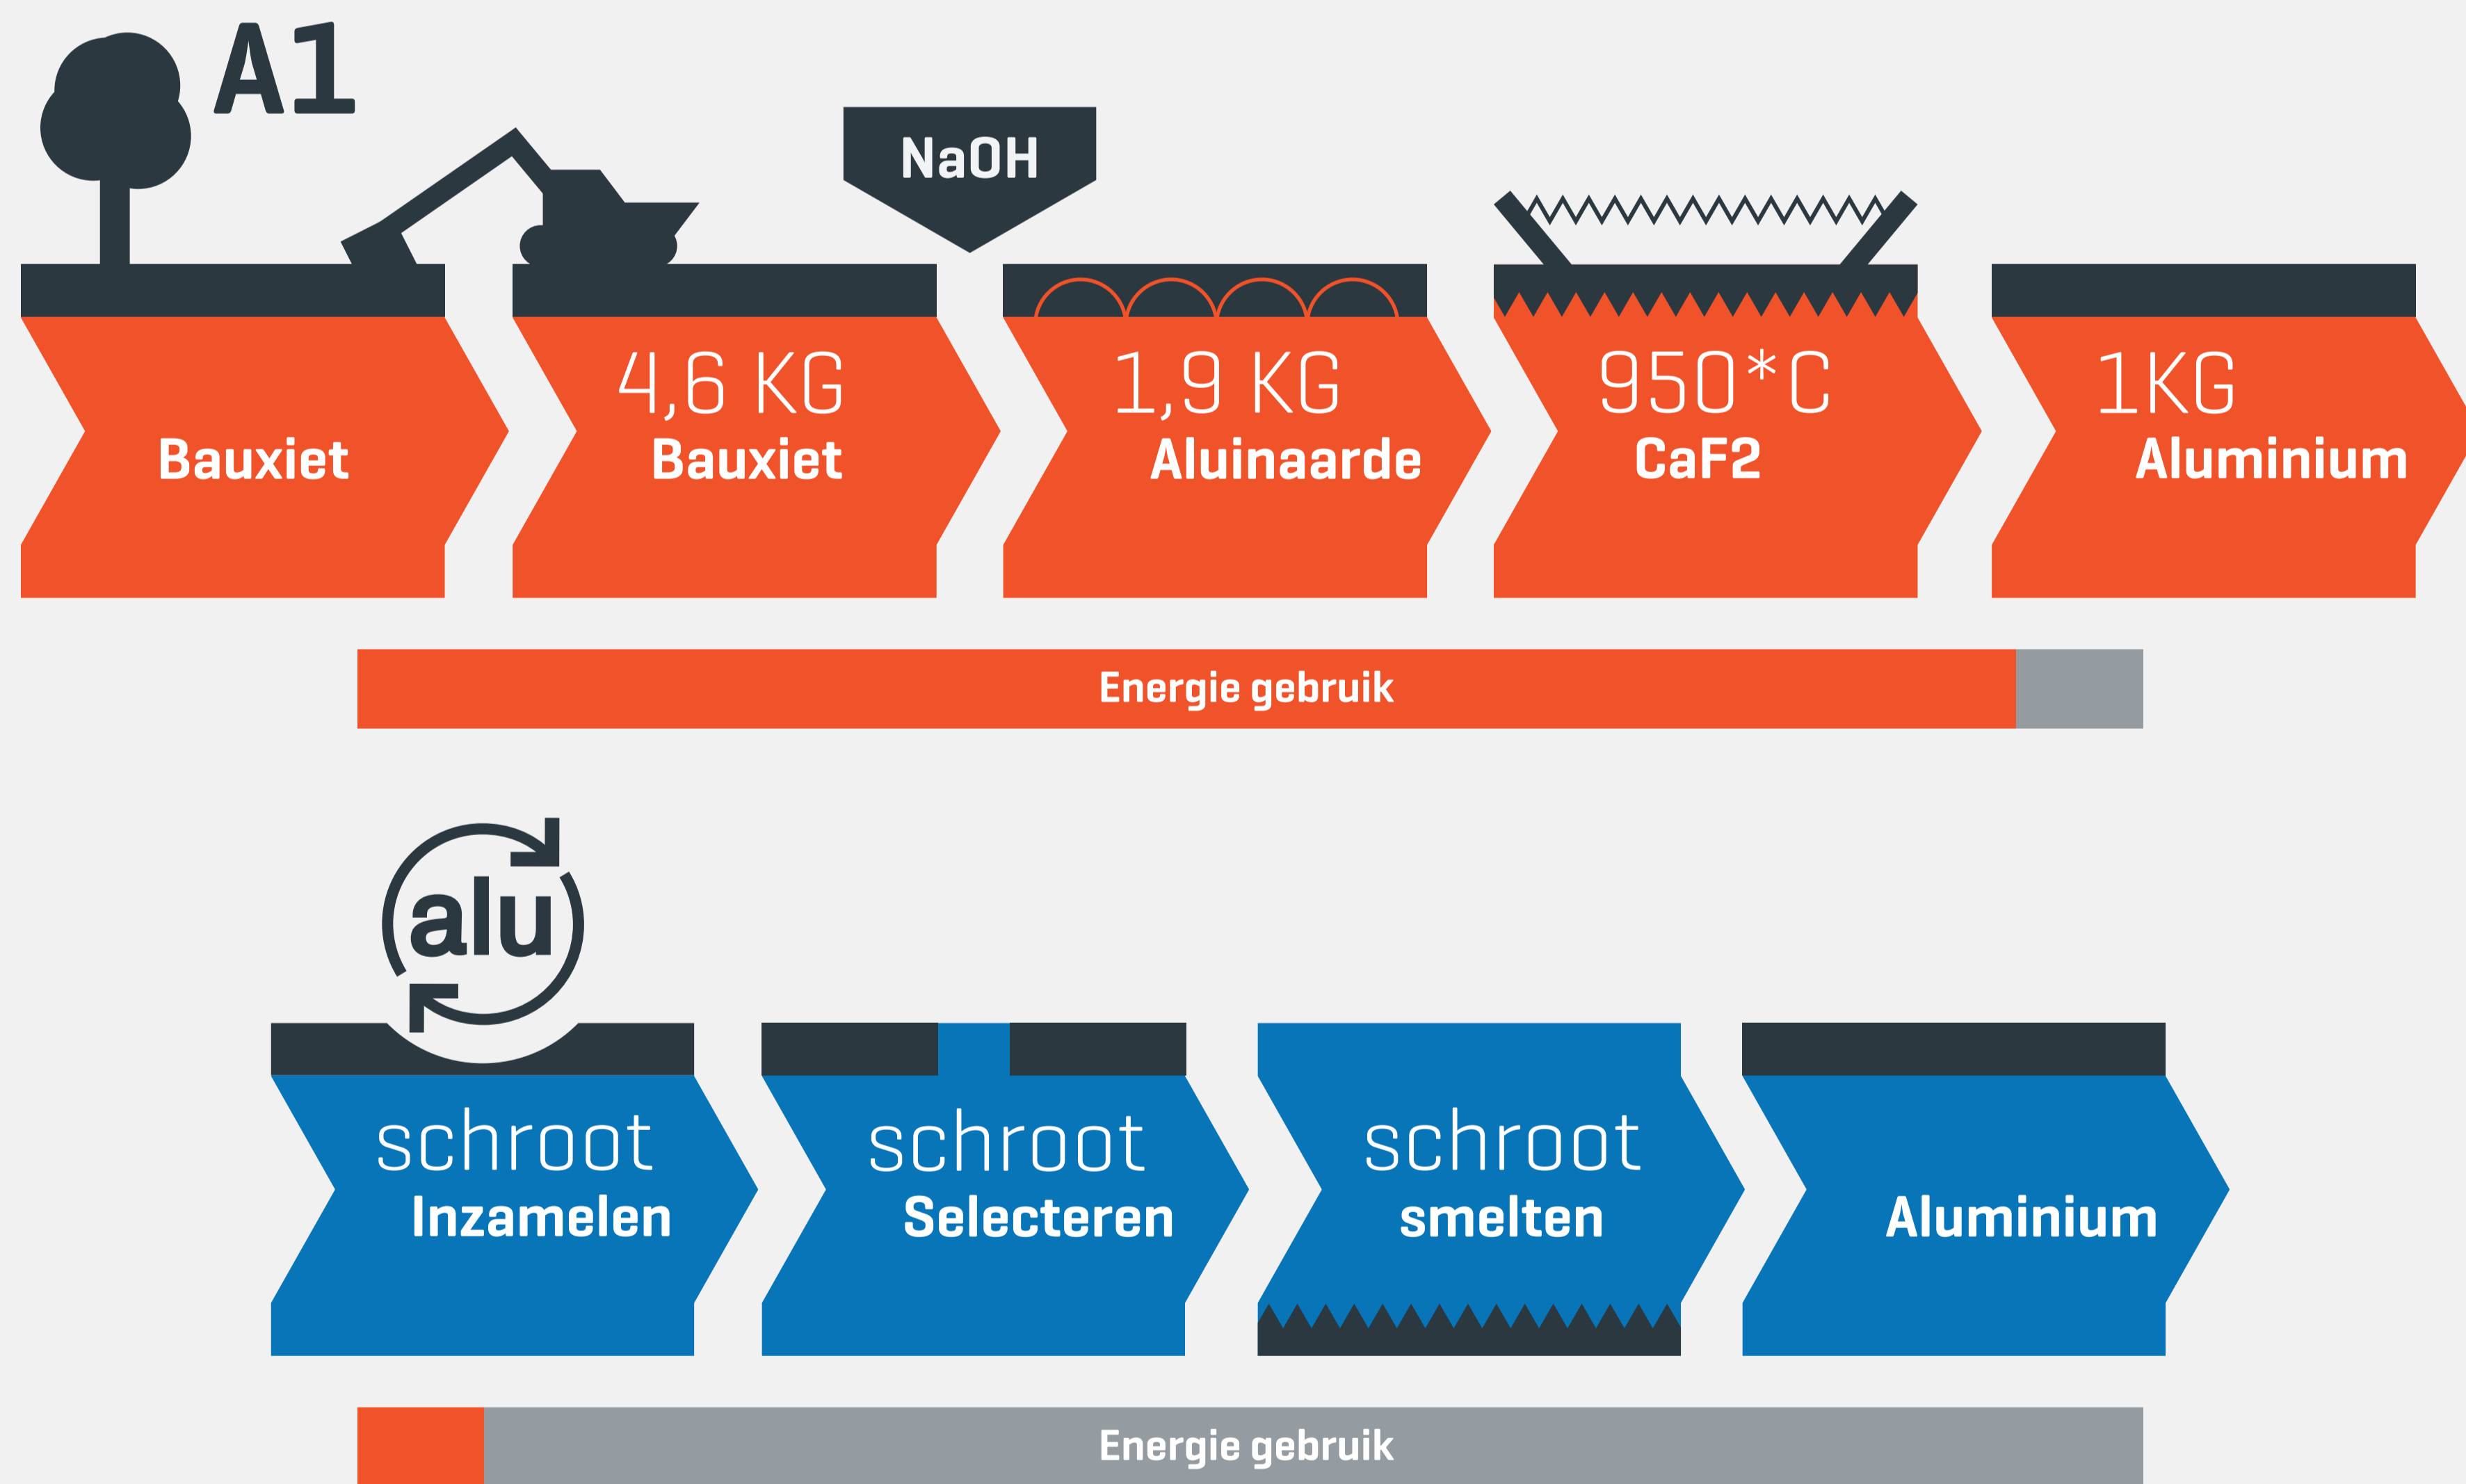 A1
NaOH
Bauxiet
4,6 KG
Bauxiet
1,9 KG
Aluinaarde
950*C
CaF2
1KG
Aluminium
Energie gebruik
alu
schroot
Inzamelen
schroot
Selecteren
schroot
smelten
Aluminium
Energie gebruik